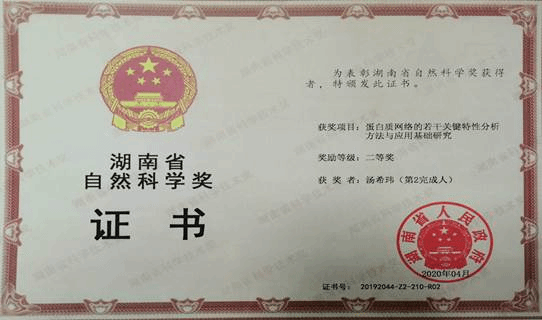 湖南省
自然科学奖
证书
为表彰湖南省自然科学奖获得
者，特颁发此证书。
获奖项目：蛋白质网络的若干关键特性分析
方法与应用基础研究
奖励等级：二等奖
获奖者：汤希玮（第2完成人）
湖南省人民政府
2020年04月
证书号：20192044-Z2-210-R02